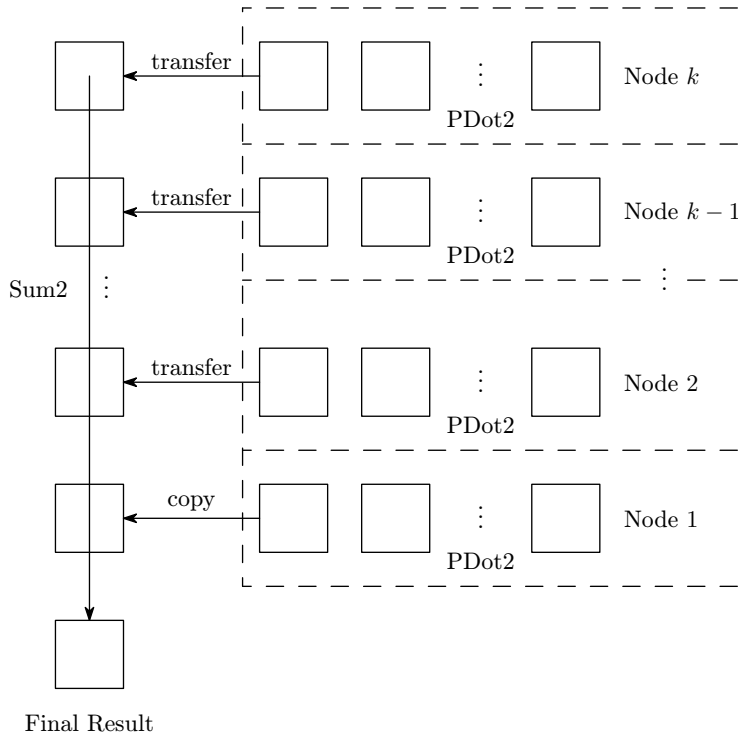 transfer
⋮
Node k
PDot2
transfer
⋮
Node k − 1
PDot2
Sum2
⋮
⋮
transfer
⋮
Node 2
PDot2
copy
⋮
Node 1
PDot2
Final Result